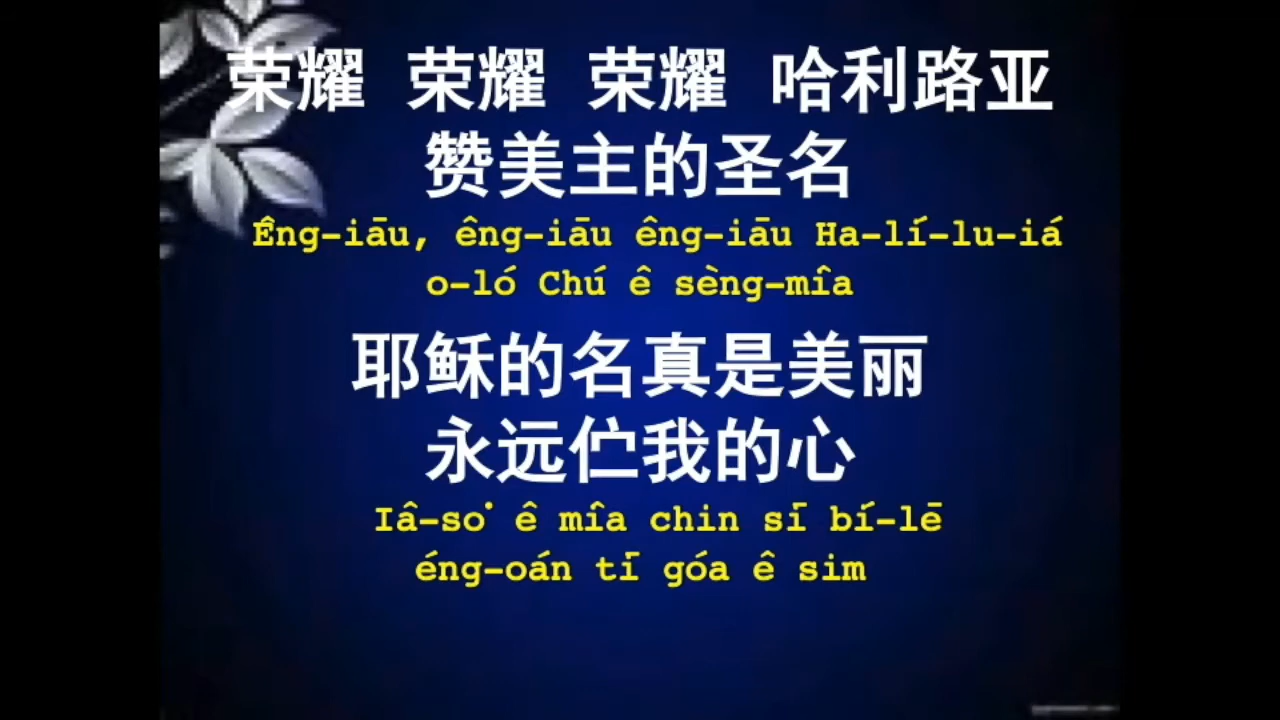 荣耀 荣耀 荣耀 哈利路亚
赞美主的圣名
Êng-iāu, êng-iāu êng-iāu Ha-lí-lu-iá
o-ló Chú ê sèng-mîa
耶稣的名真是美丽
永远伫我的心
Iâ-so͘ ê mîa chin sī bí-lē
éng-oán tī góa ê sim